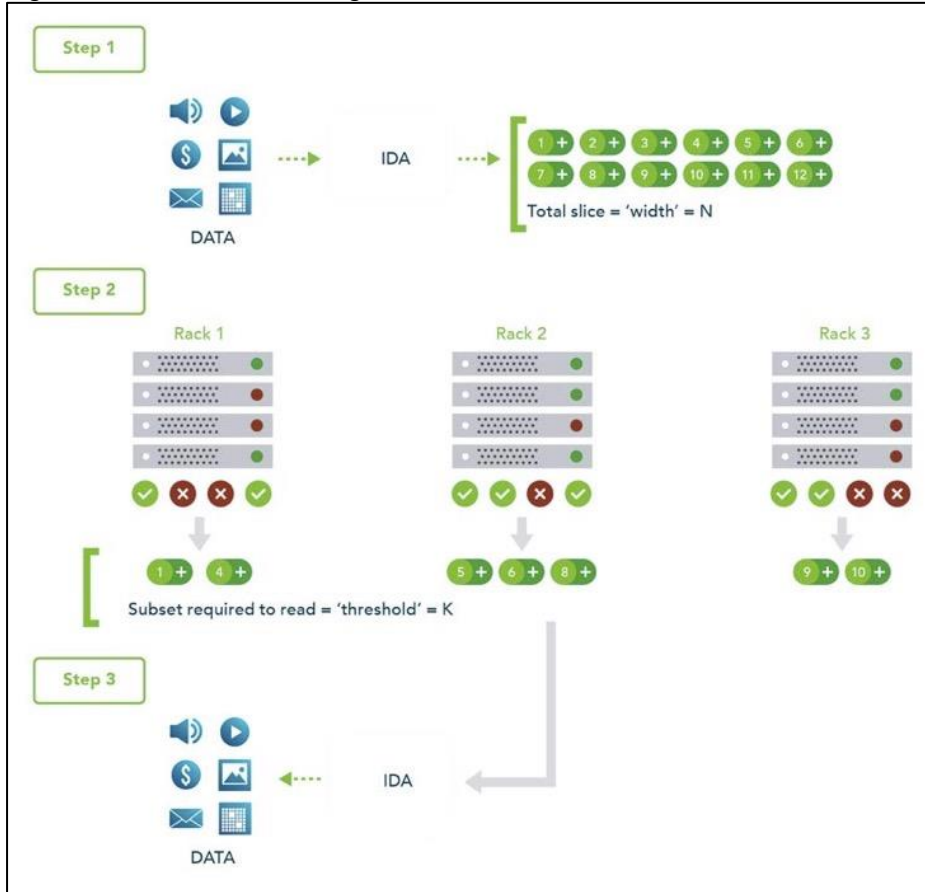 Step 1
IDA
1 + 2 + 3 + 4 + 5 + 6 +
7 + 8 + 9 + 10 + 11 + 12 +
Total slice = ‘width’ = N
DATA
Step 2
Rack 1 Rack 2 Rack 3
1 + 4 + 5 + 6 + 8 + 9 + 10 +
Subset required to read = ‘threshold’ = K
Step 3
IDA
DATA